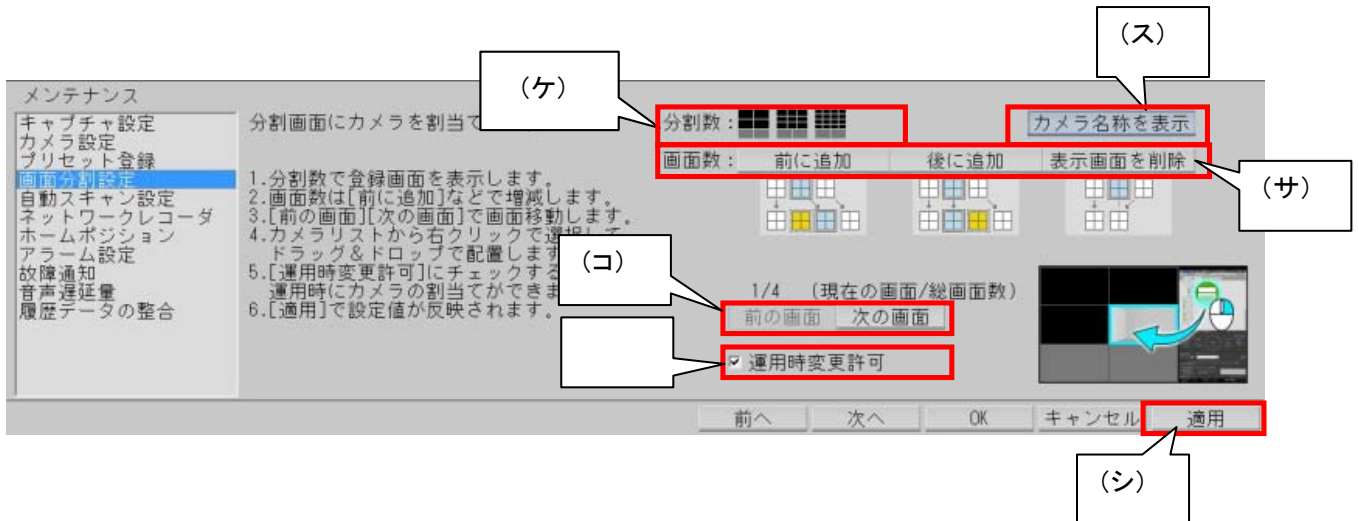 (ス)
(ケ)
メンテナンス
キャプチャ設定
カメラ設定
プリセット登録
画面分割設定
自動スキャン設定
ネットワークレコーダ
ホームポジション
アラーム設定
故障通知
音声遅延量
履歴データの整合
分割画面にカメラを割当て
1.分割数で登録画面を表示します。
2.画面数は[前に追加]などで増減します。
3.[前の画面][次の画面]で画面移動します。
4.カメラリストから右クリックで選択して
ドラッグ&ドロップで配置します
5.[運用時変更許可]にチェックする
運用時にカメラの割当てができま
6.[適用]で設定値が反映されます。
分割数:
カメラ名称を表示
画面数: 前に追加 後に追加 表示画面を削除
(サ)
(コ)
1/4 (現在の画面/総画面数)
前の画面 次の画面
運用時変更許可
前へ 次へ OK キャンセル 適用
(シ)